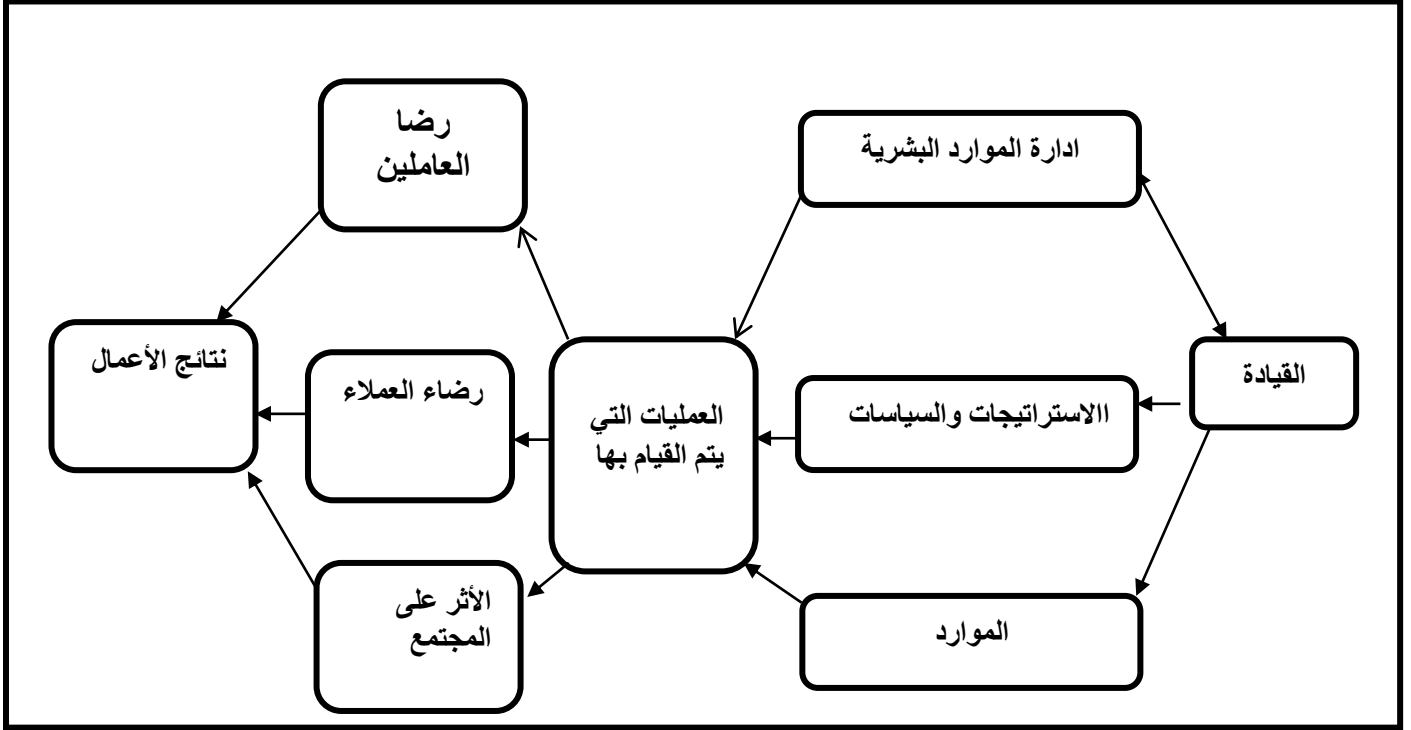 القيادة
ادارة الموارد البشرية
االاستراتيجات والسياسات
الموارد
العمليات التي
يتم القيام بها
رضا
العاملين
رضاء العملاء
الأثر على
المجتمع
نتائج الأعمال